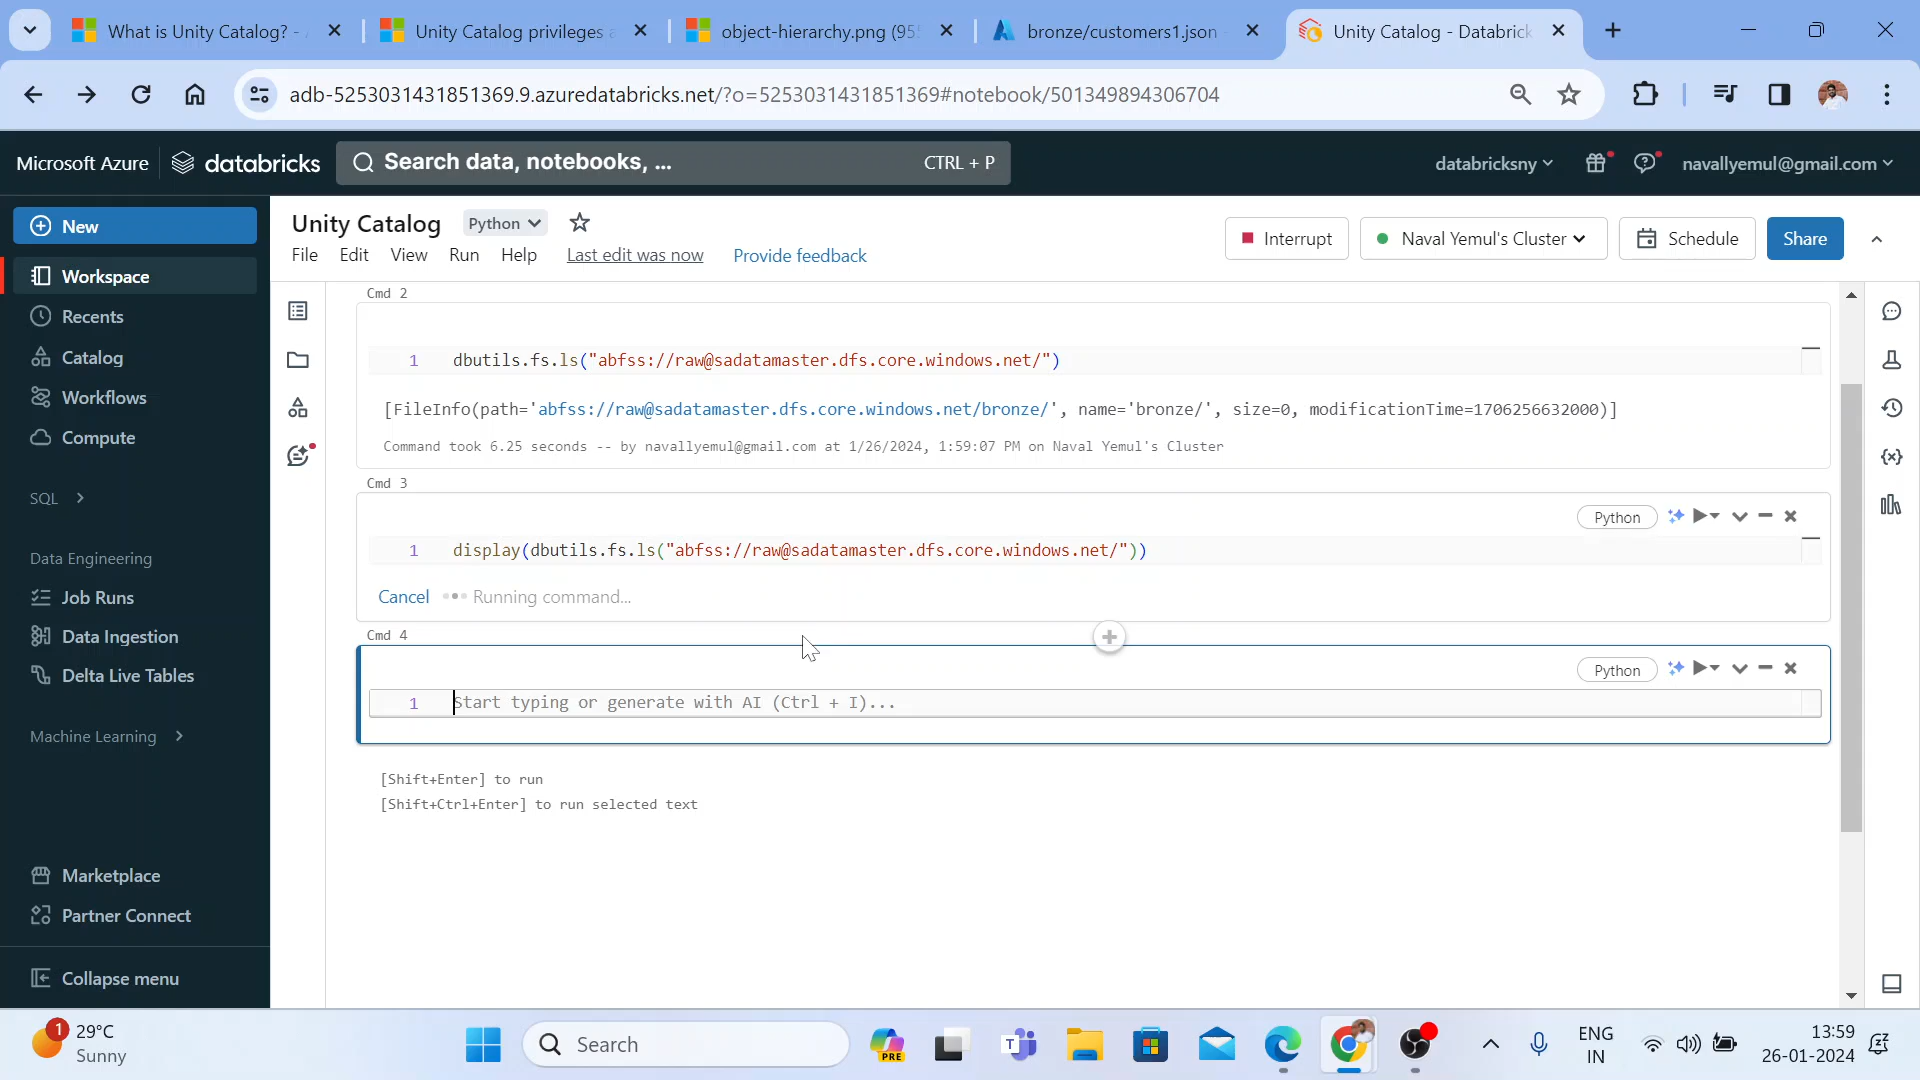 What is Unity Catalog? -
Unity Catalog privileges a
object-hierarchy.png (955
bronze/customers1.json -
Unity Catalog - Databrick
adb-5253031431851369.9.azuredatabricks.net/?o=5253031431851369#notebook/501349894306704
Microsoft Azure
databricks
Search data, notebooks, ...
CTRL + P
databricksny
navallyemul@gmail.com
New
Workspace
Recents
Catalog
Workflows
Compute
SQL
Data Engineering
Job Runs
Data Ingestion
Delta Live Tables
Machine Learning
Marketplace
Partner Connect
Collapse menu
Unity Catalog
Python
File
Edit
View
Run
Help
Last edit was now
Provide feedback
Interrupt
Naval Yemul's Cluster
Schedule
Share
Cmd 2
1 dbutils.fs.ls("abfss://raw@sadatamaster.dfs.core.windows.net/")
[FileInfo(path='abfss://raw@sadatamaster.dfs.core.windows.net/bronze/', name='bronze/', size=0, modificationTime=1706256632000)]
Command took 6.25 seconds -- by navallyemul@gmail.com at 1/26/2024, 1:59:07 PM on Naval Yemul's Cluster
Cmd 3
Python
1 display(dbutils.fs.ls("abfss://raw@sadatamaster.dfs.core.windows.net/"))
Cancel
Running command...
Cmd 4
Python
1 Start typing or generate with AI (Ctrl + I)...
[Shift+Enter] to run
[Shift+Ctrl+Enter] to run selected text
1
29°C
Sunny
Search
PRE
ENG
IN
13:59
26-01-2024